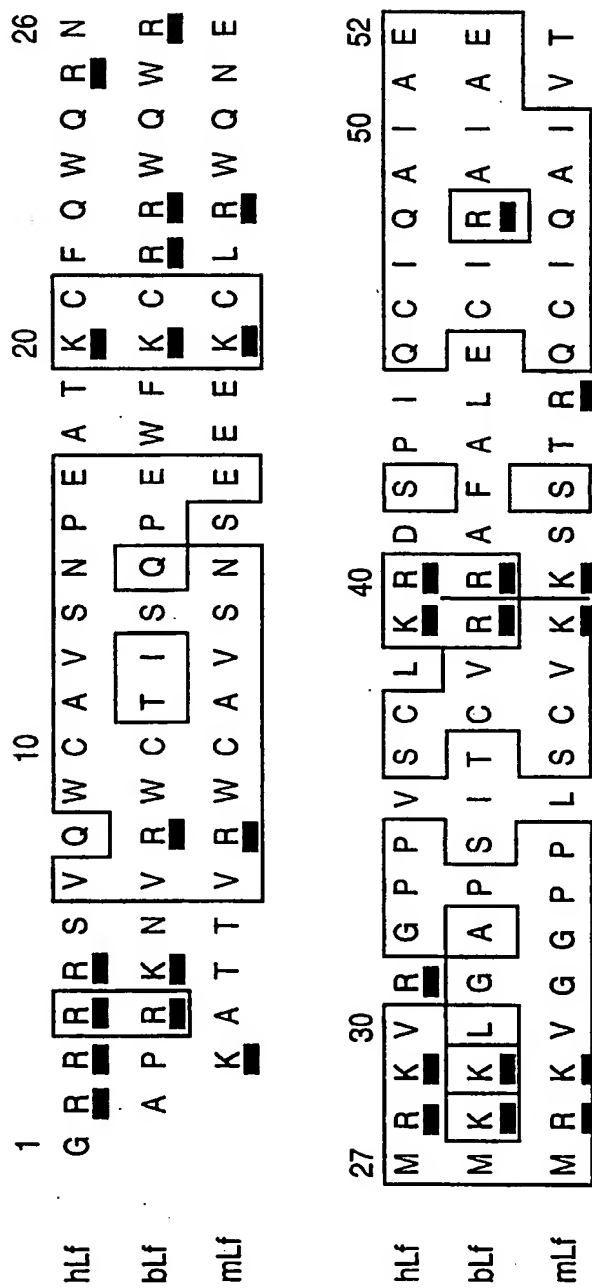 1 10 20 26
hLf G R R R R S V Q W C A V S N P E A T K C F Q W Q R N
bLf A P R K N V R W C T I S Q P E W F K C R R W Q W R
mLf K A T T V R W C A V S N S E E E K C L R W Q N E
27 30 40 50 52
hLf M R K V R G P P V S C L K R D S P I Q C I Q A I A E
bLf M K K L G A P S I T C V R R A F A L E C I R A I A E
mLf M R K V G G P P L S C V K K S S T R Q C I Q A I V T